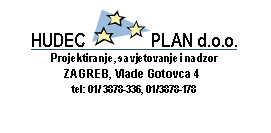 HUDEC PLAN d.o.o.
Projektiranje, savjetovanje i nadzor
ZAGREB, Vlade Gotovca 4
tel: 01/ 3878-336, 01/3878-178